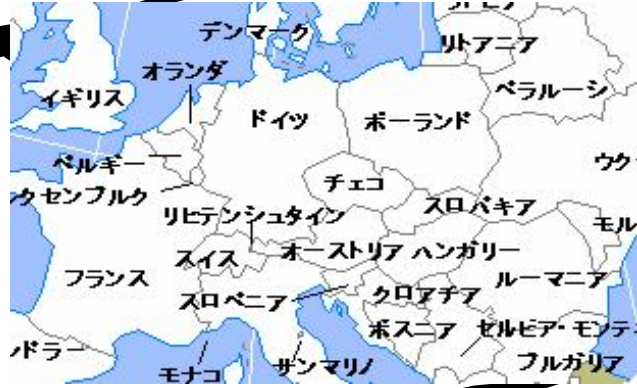 デンマーク
リトアニア
オランダ
イギリス
ベラルーシ
ドイツ
ポーランド
ベルギー
ウク
チェコ
クセンブルク
スロバキア
リヒテンシュタイン
モル
スイス
オーストリア
ハンガリー
フランス
ルーマニア
スロベニア
クロアチア
ボスニア
セルビア・モンテ
ドラー
モナコ
サンマリノ
ブルガリア